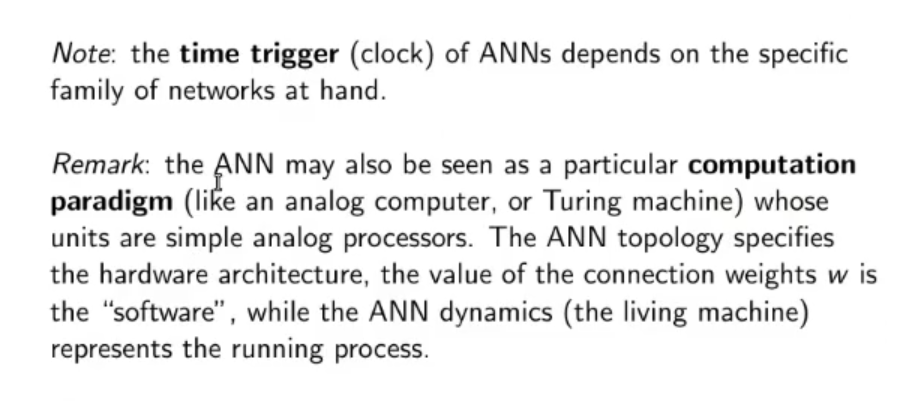 Note: the time trigger (clock) of ANNs depends on the specific
family of networks at hand.
Remark: the ANN may also be seen as a particular computation
paradigm (like an analog computer, or Turing machine) whose
units are simple analog processors. The ANN topology specifies
the hardware architecture, the value of the connection weights w is
the “software”, while the ANN dynamics (the living machine)
represents the running process.